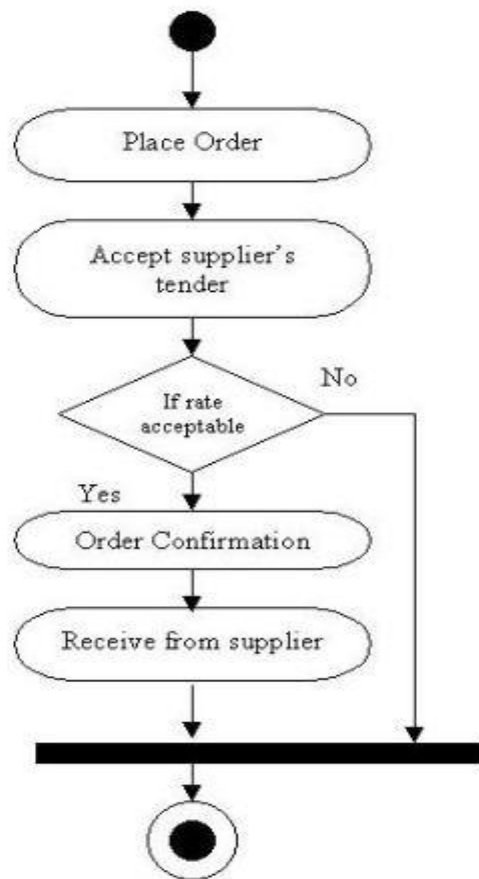 Place Order
Accept supplier's
tender
If rate
acceptable
No
Yes
Order Confirmation
Receive from supplier